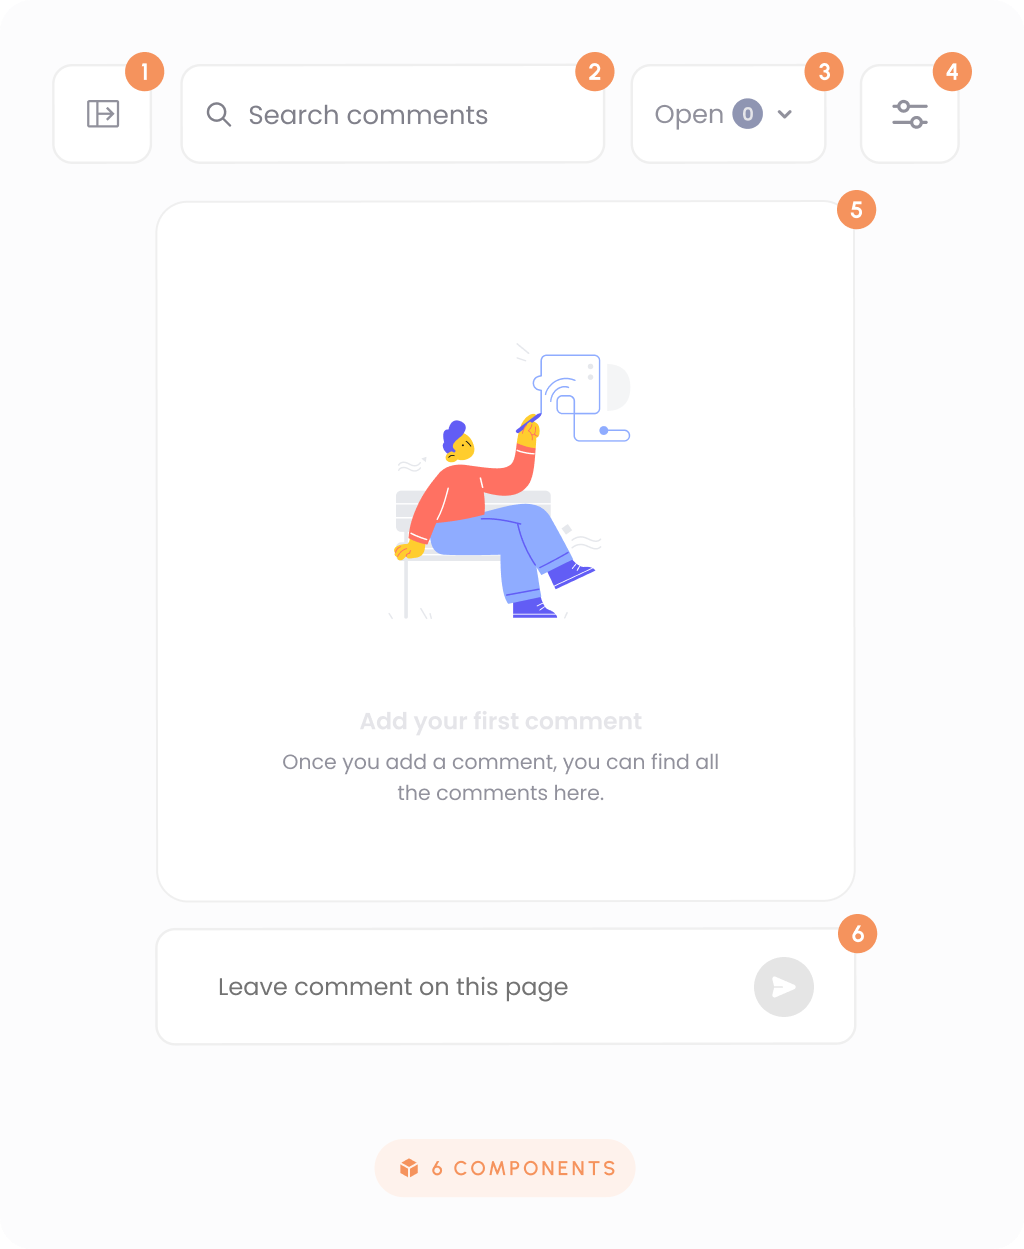 1
2
3
4
Search comments
Open 0
5
Add your first comment
Once you add a comment, you can find all
the comments here.
6
Leave comment on this page
6 COMPONENTS